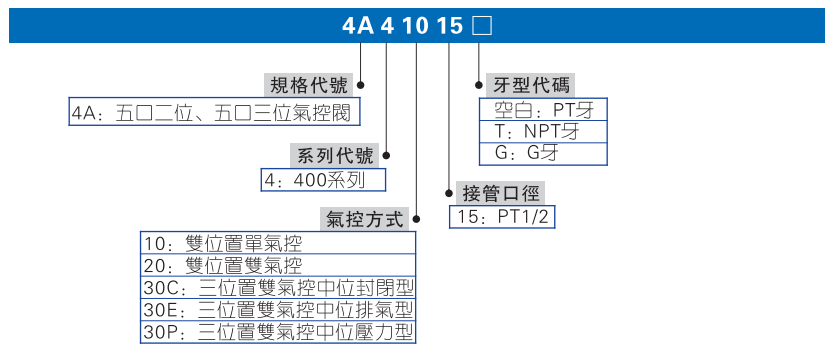 4A 4 10 15 □
規格代號
4A：五口二位、五口三位氣控閥
系列代號
4：400系列
氣控方式
10：雙位置單氣控
20：雙位置雙氣控
30C：三位置雙氣控中位封閉型
30E：三位置雙氣控中位排氣型
30P：三位置雙氣控中位壓力型
牙型代碼
空白：PT牙
T：NPT牙
G：G牙
接管口徑
15：PT1/2